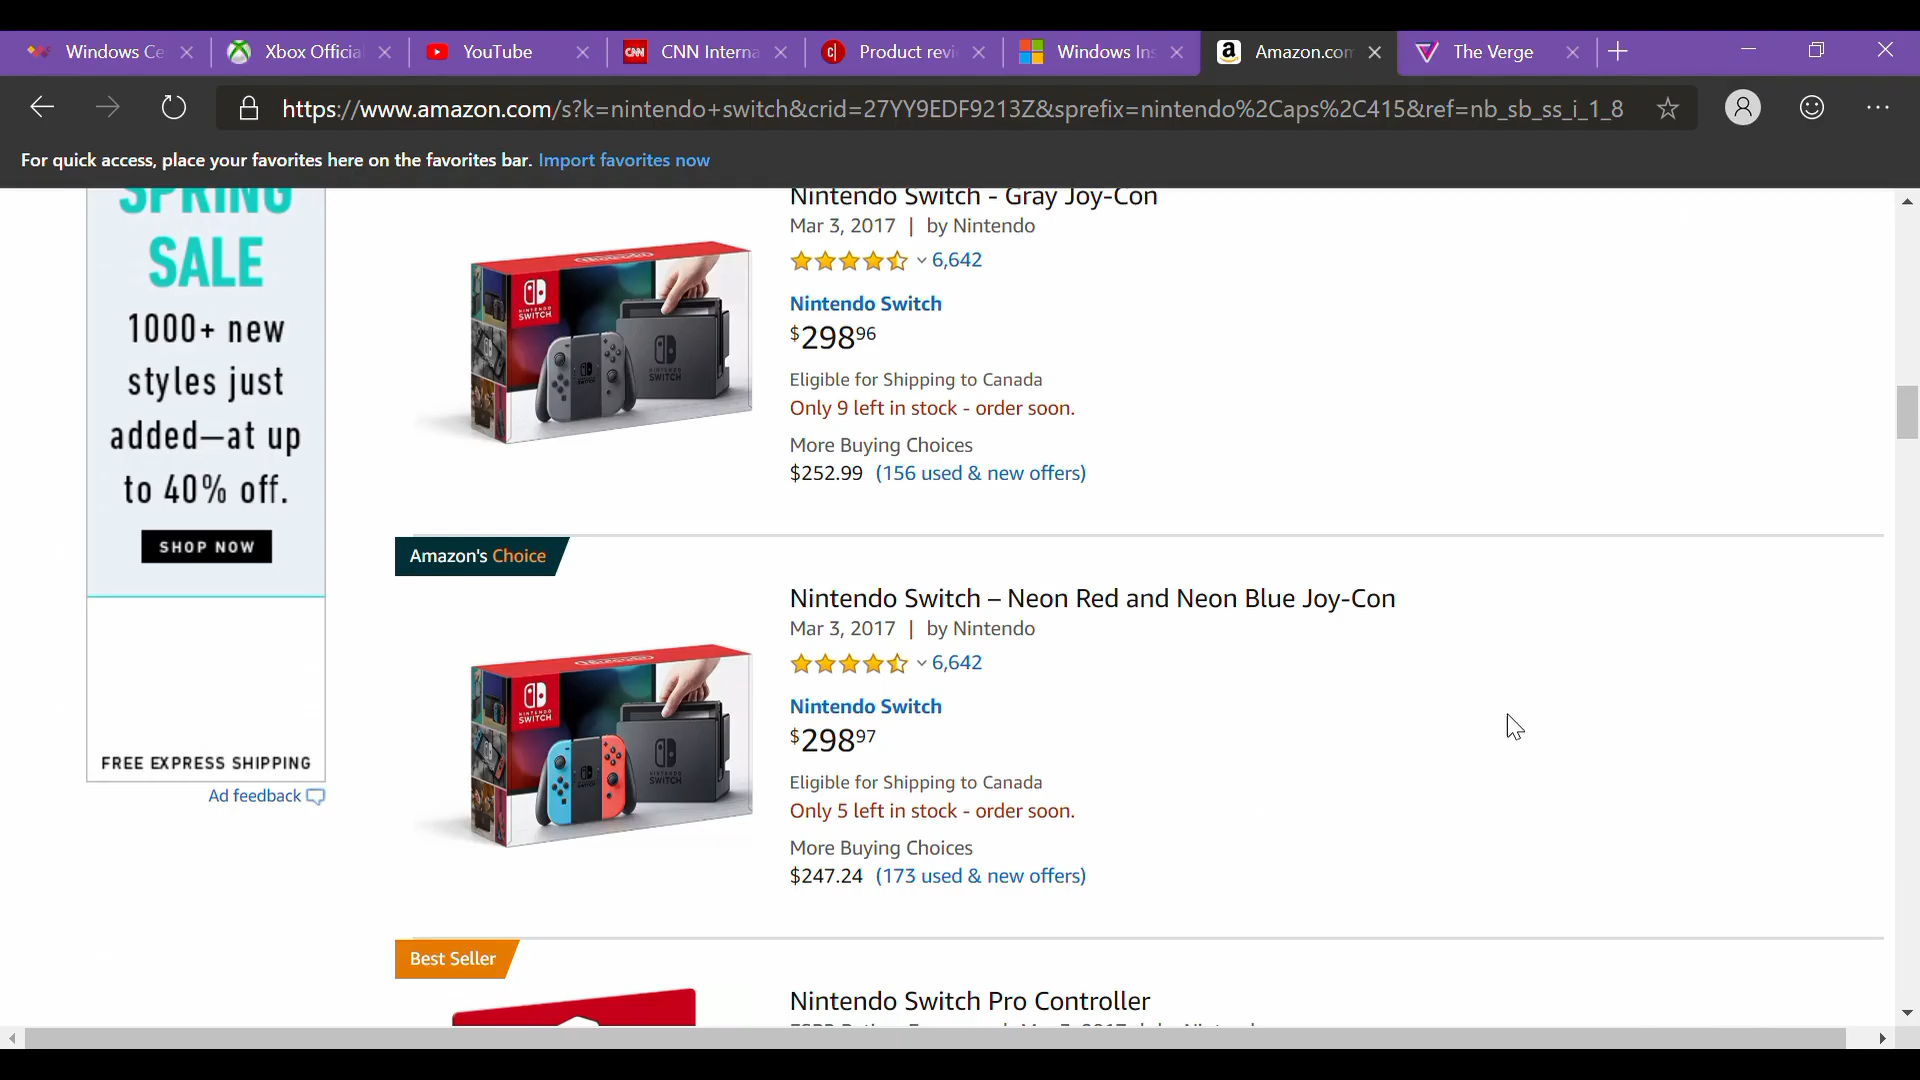 Windows Ce
Xbox Officia
YouTube
CNN Interna
Product revi
Windows Ins
Amazon.con
The Verge
https://www.amazon.com/s?k=nintendo+switch&crid=27YY9EDF9213Z&sprefix=nintendo%2Caps%2C415&ref=nb_sb_ss_i_1_8
For quick access, place your favorites here on the favorites bar. Import favorites now
SPRING
SALE
1000+ new
styles just
added—at up
to 40% off.
SHOP NOW
FREE EXPRESS SHIPPING
Ad feedback
Nintendo Switch - Gray Joy-Con
Mar 3, 2017 | by Nintendo
6,642
Nintendo Switch
$29896
Eligible for Shipping to Canada
Only 9 left in stock - order soon.
More Buying Choices
$252.99 (156 used & new offers)
Amazon's Choice
Nintendo Switch – Neon Red and Neon Blue Joy-Con
Mar 3, 2017 | by Nintendo
6,642
Nintendo Switch
$29897
Eligible for Shipping to Canada
Only 5 left in stock - order soon.
More Buying Choices
$247.24 (173 used & new offers)
Best Seller
Nintendo Switch Pro Controller